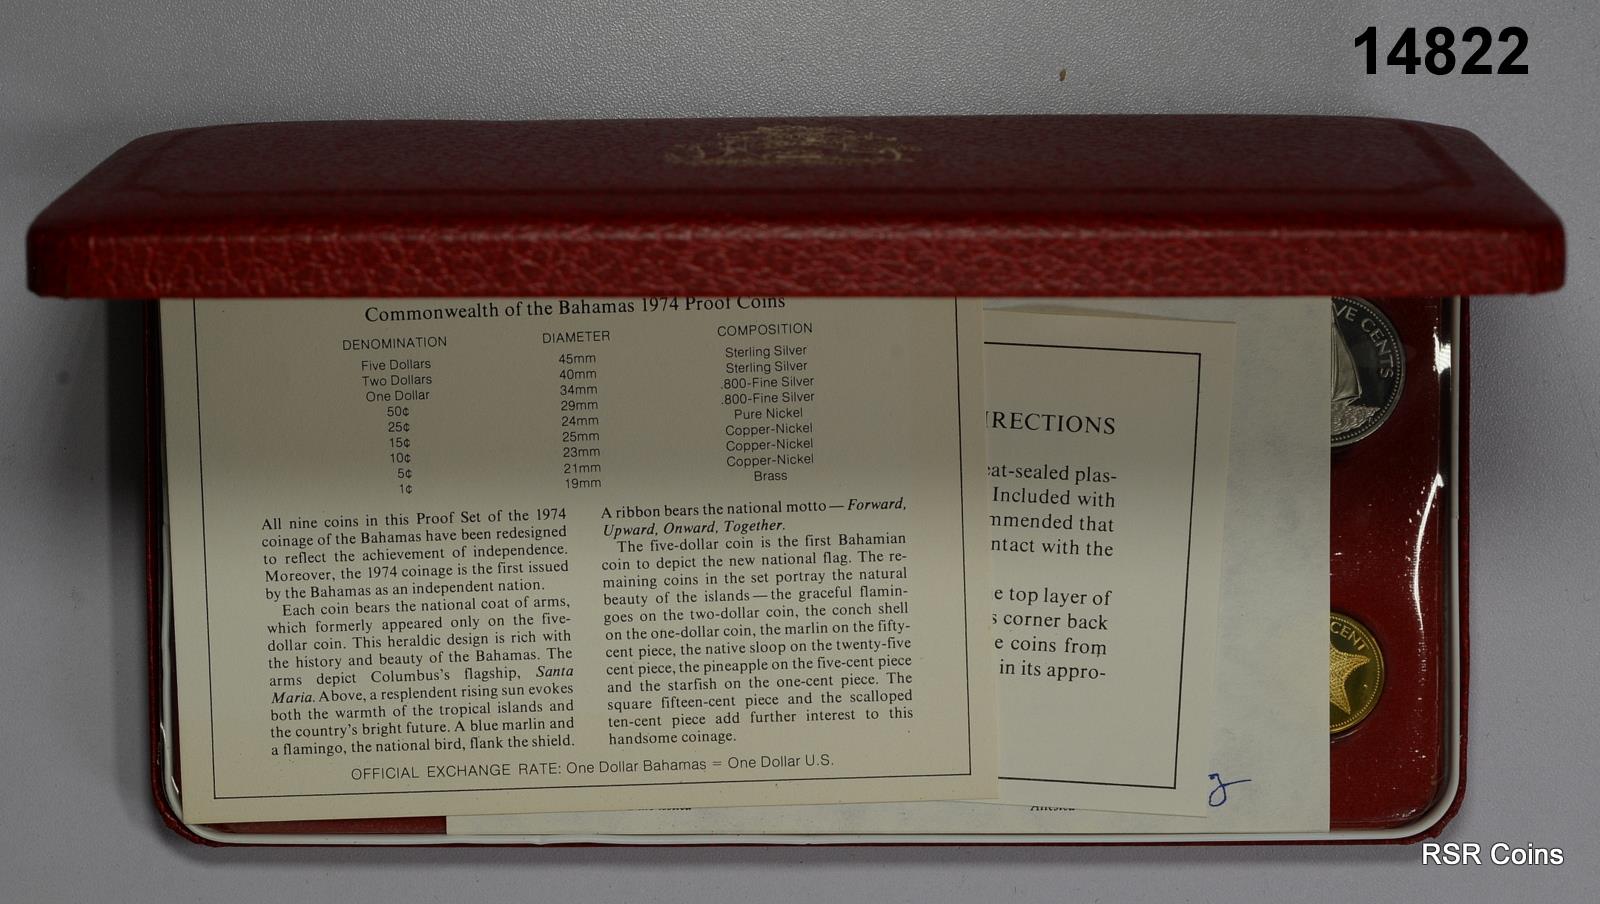 14822
Commonwealth of the Bahamas 1974 Proof Coins
DENOMINATION DIAMETER COMPOSITION
Five Dollars 45mm Sterling Silver
Two Dollars 40mm Sterling Silver
One Dollar 34mm .800-Fine Silver
50¢ 29mm .800-Fine Silver
25¢ 24mm Pure Nickel
15¢ 25mm Copper-Nickel
10¢ 23mm Copper-Nickel
5¢ 21mm Copper-Nickel
1¢ 19mm Brass
All nine coins in this Proof Set of the 1974
coinage of the Bahamas have been redesigned
to reflect the achievement of independence.
Moreover, the 1974 coinage is the first issued
by the Bahamas as an independent nation.
Each coin bears the national coat of arms,
which formerly appeared only on the five-
dollar coin. This heraldic design is rich with
the history and beauty of the Bahamas. The
arms depict Columbus's flagship, Santa
Maria. Above, a resplendent rising sun evokes
both the warmth of the tropical islands and
the country's bright future. A blue marlin and
a flamingo, the national bird, flank the shield.
A ribbon bears the national motto — Forward,
Upward, Onward, Together.
The five-dollar coin is the first Bahamian
coin to depict the new national flag. The re-
maining coins in the set portray the natural
beauty of the islands — the graceful flamin-
goes on the two-dollar coin, the conch shell
on the one-dollar coin, the marlin on the fifty-
cent piece, the native sloop on the twenty-five
cent piece, the pineapple on the five-cent piece
and the starfish on the one-cent piece. The
square fifteen-cent piece and the scalloped
ten-cent piece add further interest to this
handsome coinage.
OFFICIAL EXCHANGE RATE: One Dollar Bahamas = One Dollar U.S.
IRECTIONS
eat-sealed plas-
Included with
mmended that
ntact with the
e top layer of
s corner back
e coins from
in its appro-
VE CENTS
CENT
RSR Coins